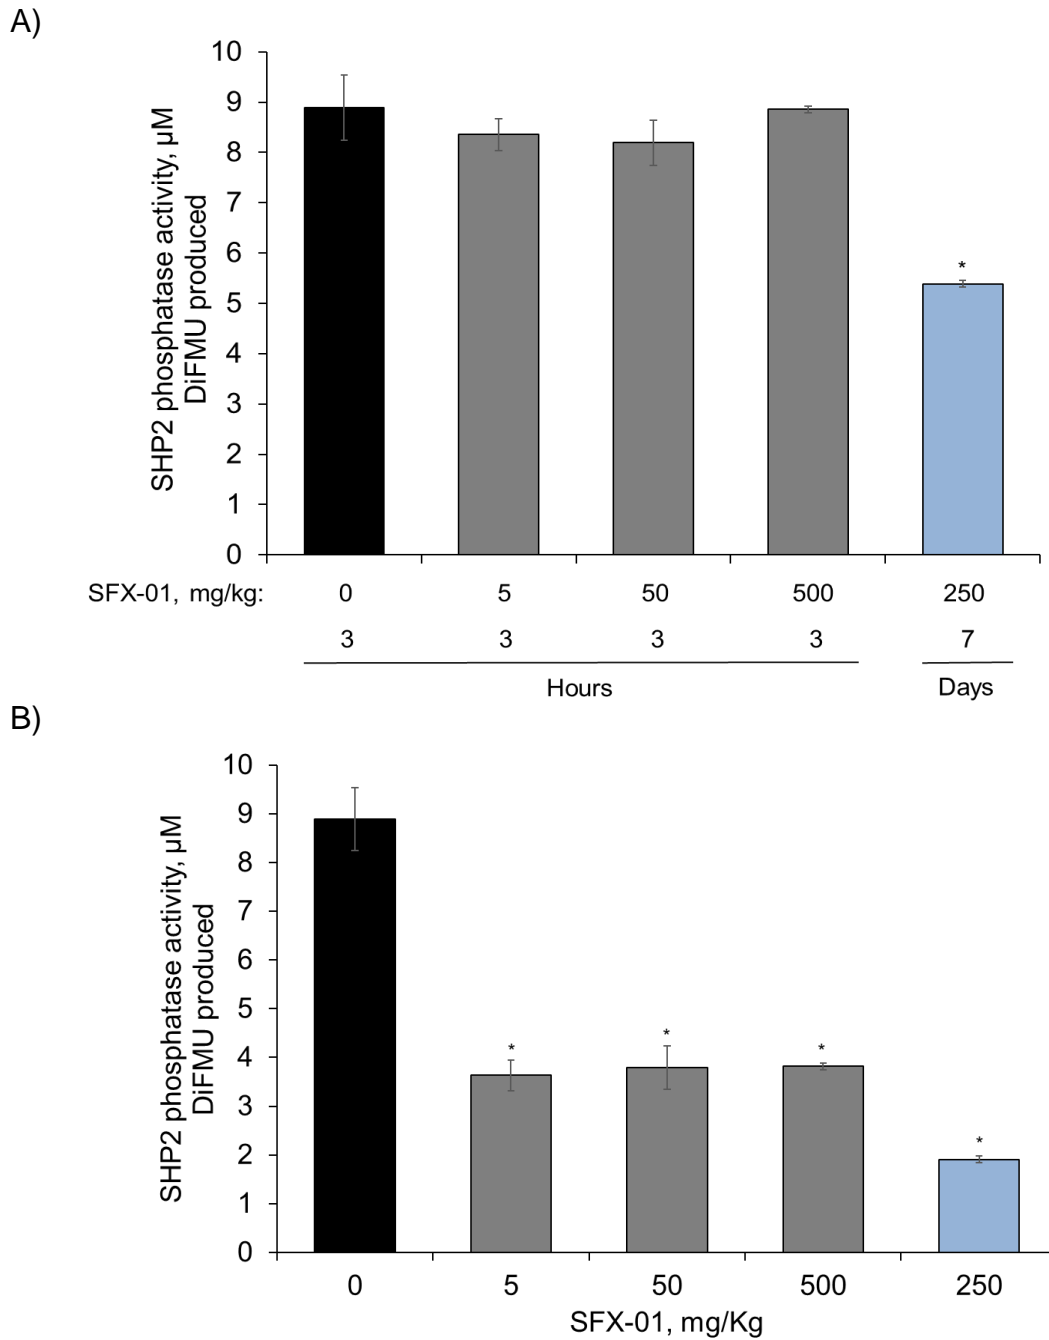 A)
10
9
8
7
6
5
4
3
2
1
0
SHP2 phosphatase activity, µM
DiFMU produced
*
SFX-01, mg/kg: 0 5 50 500 250
3 3 3 3 7
Hours Days
B)
10
9
8
7
6
5
4
3
2
1
0
SHP2 phosphatase activity, µM
DiFMU produced
* * * *
0 5 50 500 250
SFX-01, mg/Kg